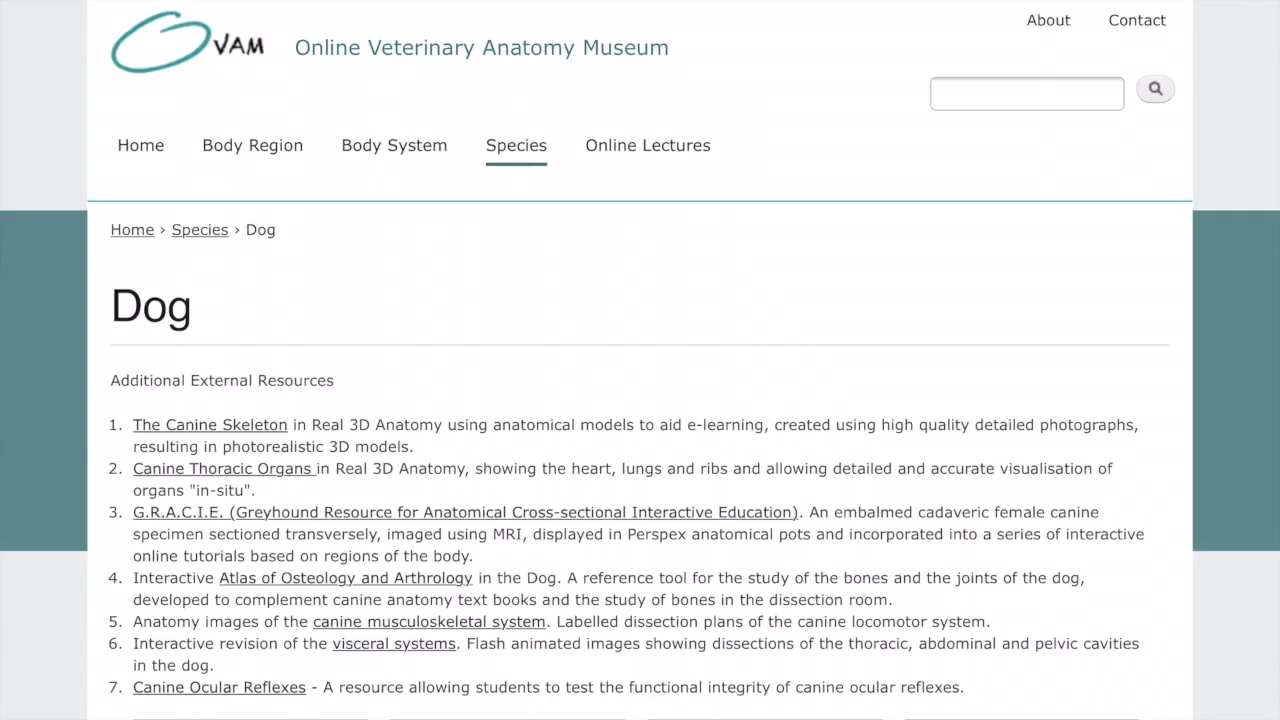 About Contact
OVAM Online Veterinary Anatomy Museum
Home Body Region Body System Species Online Lectures
Home › Species › Dog
Dog
Additional External Resources
1. The Canine Skeleton in Real 3D Anatomy using anatomical models to aid e-learning, created using high quality detailed photographs,
resulting in photorealistic 3D models.
2. Canine Thoracic Organs in Real 3D Anatomy, showing the heart, lungs and ribs and allowing detailed and accurate visualisation of
organs "in-situ".
3. G.R.A.C.I.E. (Greyhound Resource for Anatomical Cross-sectional Interactive Education). An embalmed cadaveric female canine
specimen sectioned transversely, imaged using MRI, displayed in Perspex anatomical pots and incorporated into a series of interactive
online tutorials based on regions of the body.
4. Interactive Atlas of Osteology and Arthrology in the Dog. A reference tool for the study of the bones and the joints of the dog,
developed to complement canine anatomy text books and the study of bones in the dissection room.
5. Anatomy images of the canine musculoskeletal system. Labelled dissection plans of the canine locomotor system.
6. Interactive revision of the visceral systems. Flash animated images showing dissections of the thoracic, abdominal and pelvic cavities
in the dog.
7. Canine Ocular Reflexes - A resource allowing students to test the functional integrity of canine ocular reflexes.